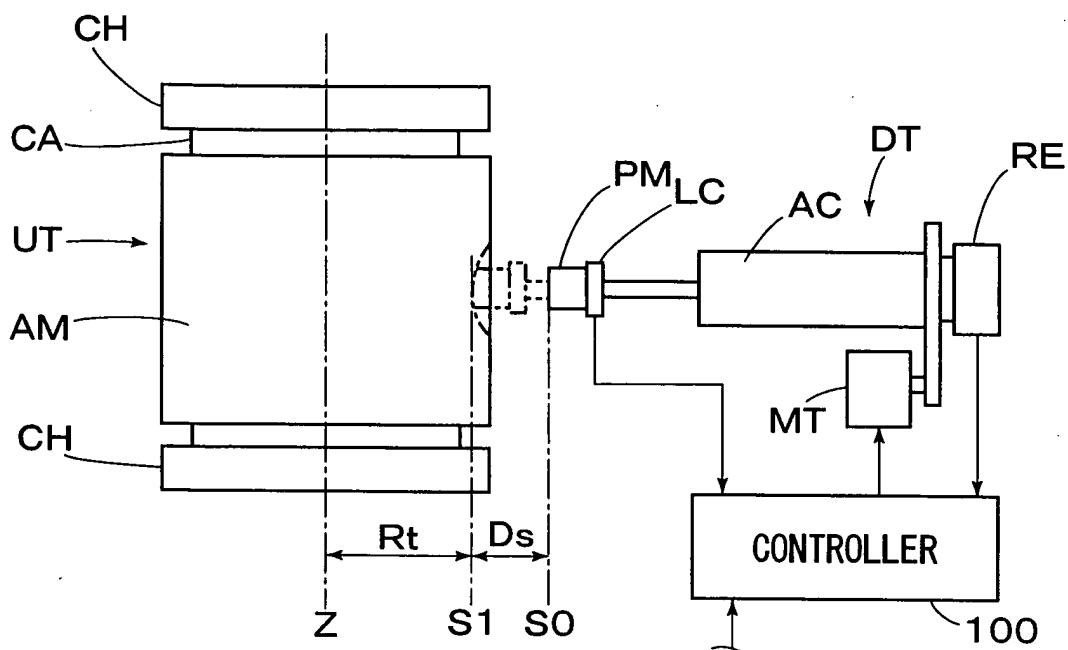 CH
CA
DT
RE
PM
LC
AC
UT
AM
MT
CH
Rt
Ds
CONTROLLER
Z
S1
S0
100